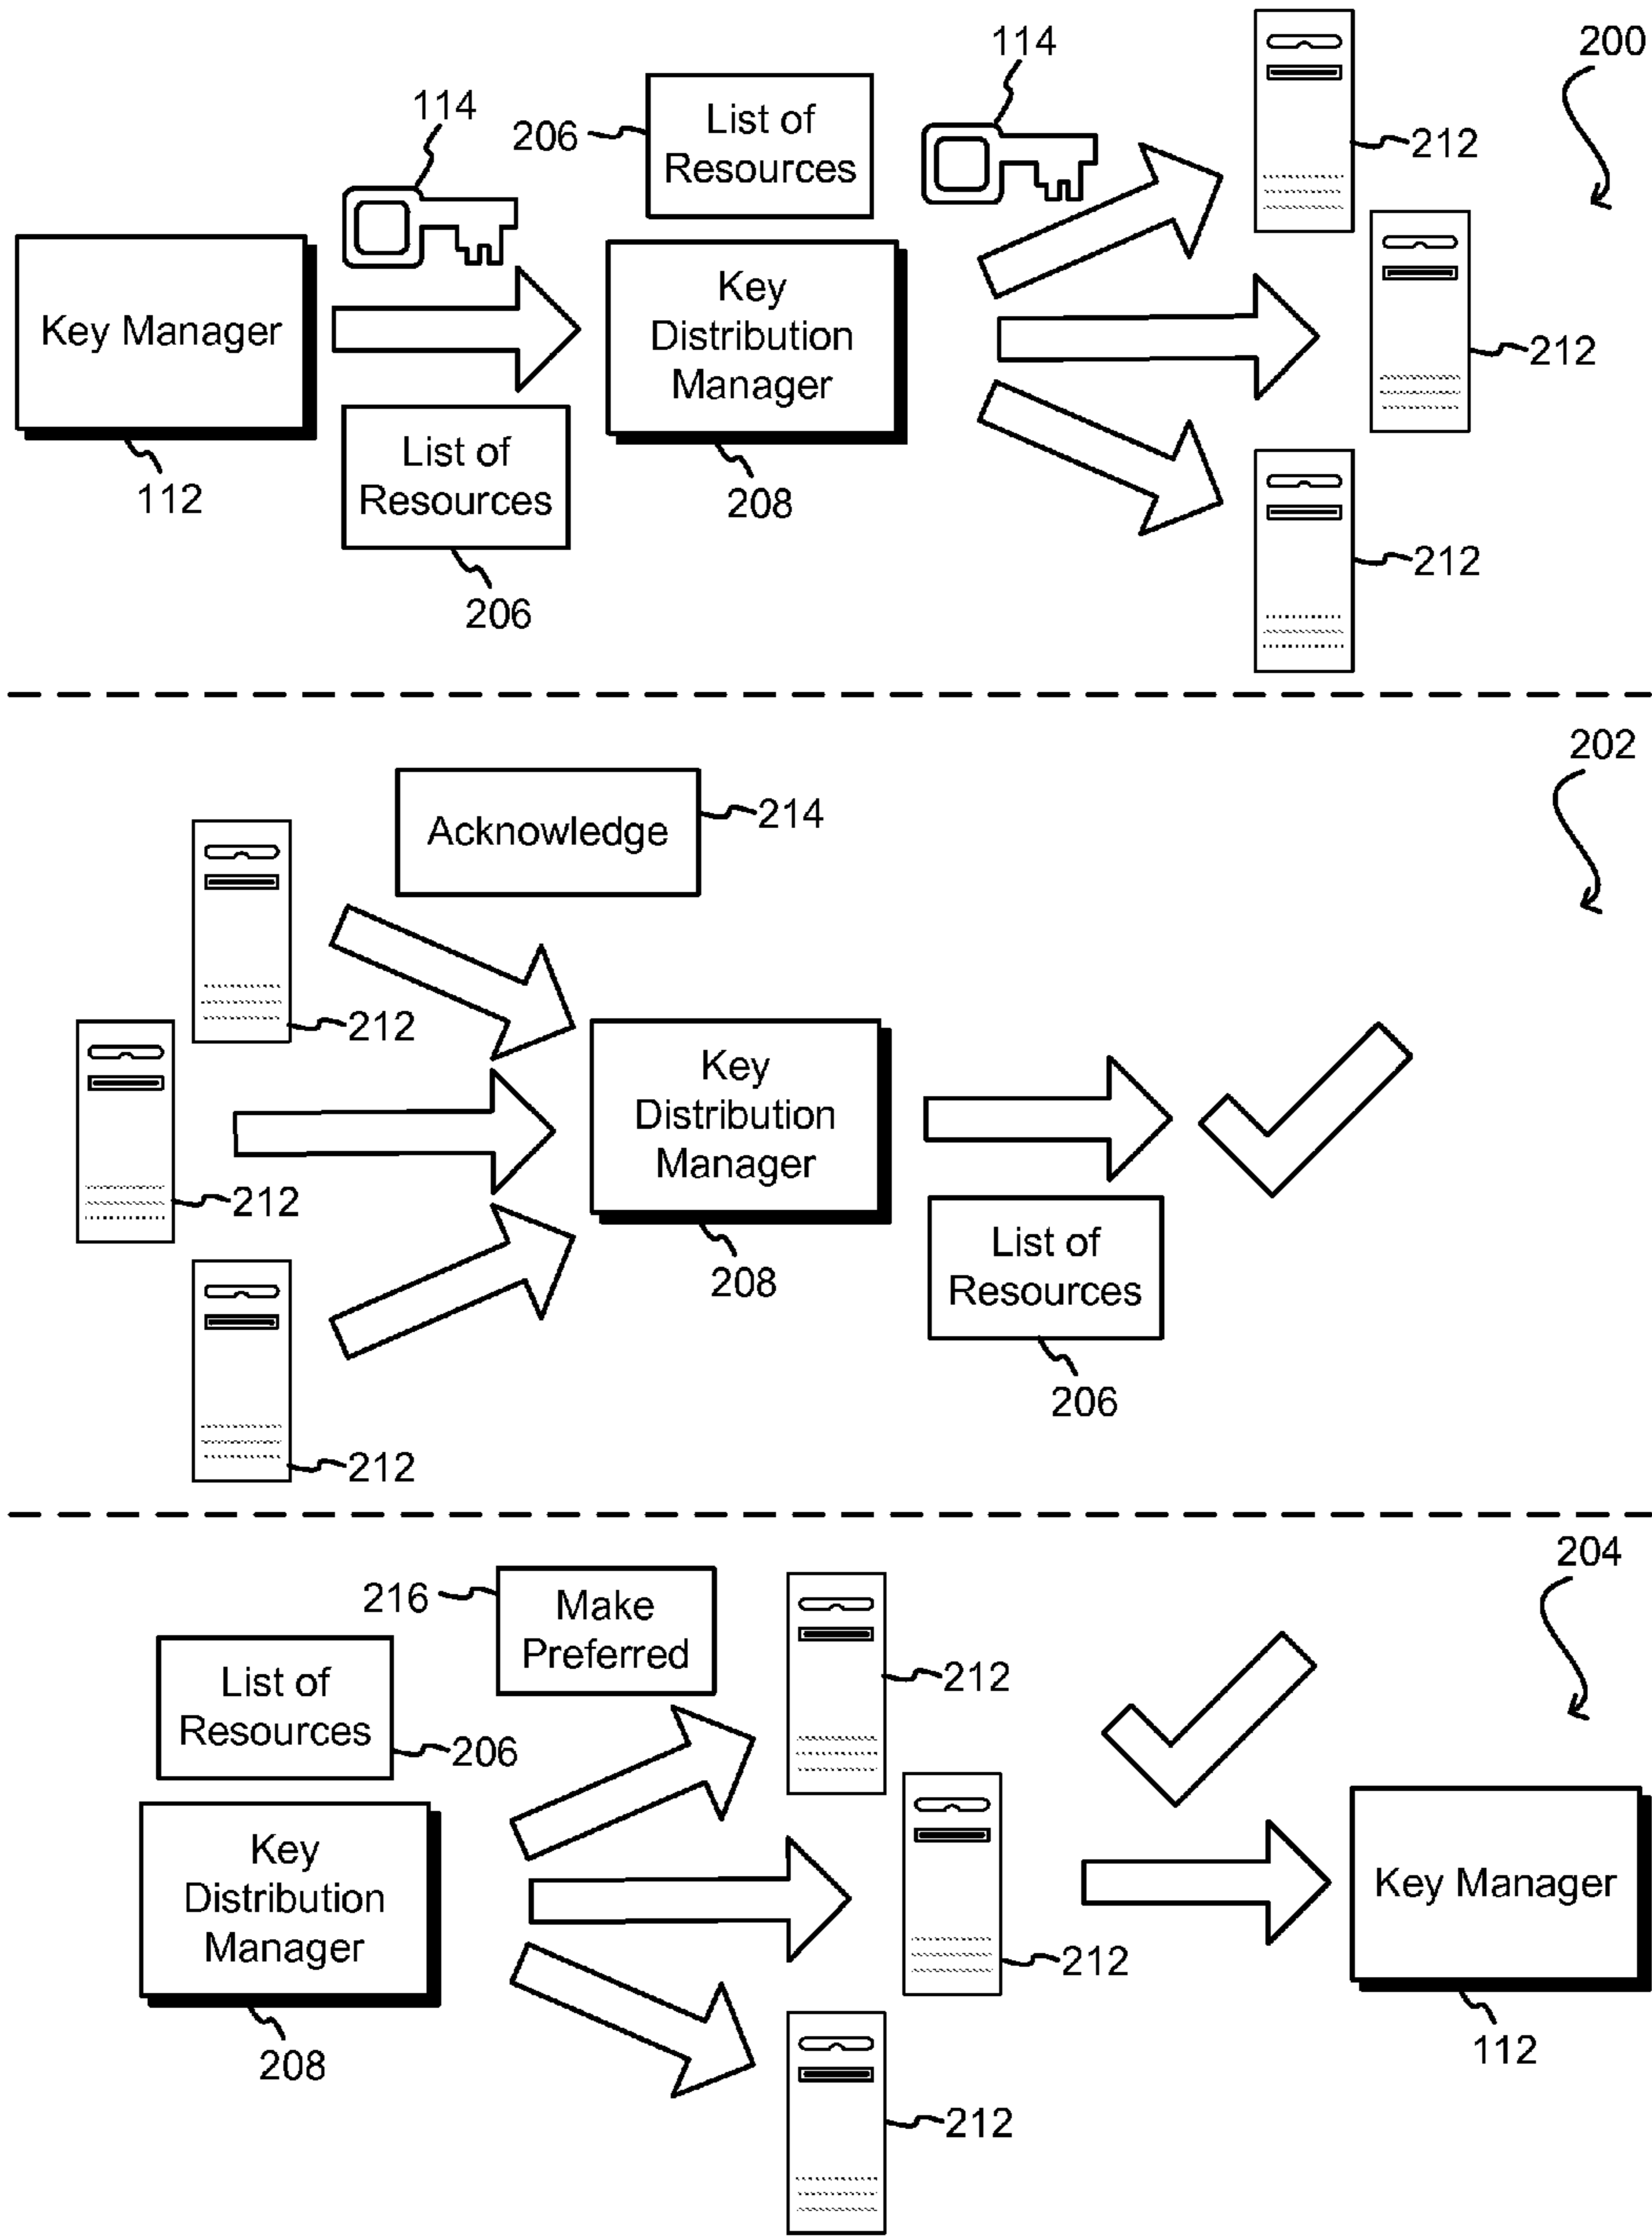 114
200
114
206
List of
Resources
212
Key Manager
Key
Distribution
Manager
212
List of
Resources
112
208
212
206
202
Acknowledge
214
212
Key
Distribution
Manager
212
List of
Resources
208
206
212
204
216
Make
Preferred
List of
Resources
212
206
Key
Distribution
Manager
Key Manager
212
208
112
212